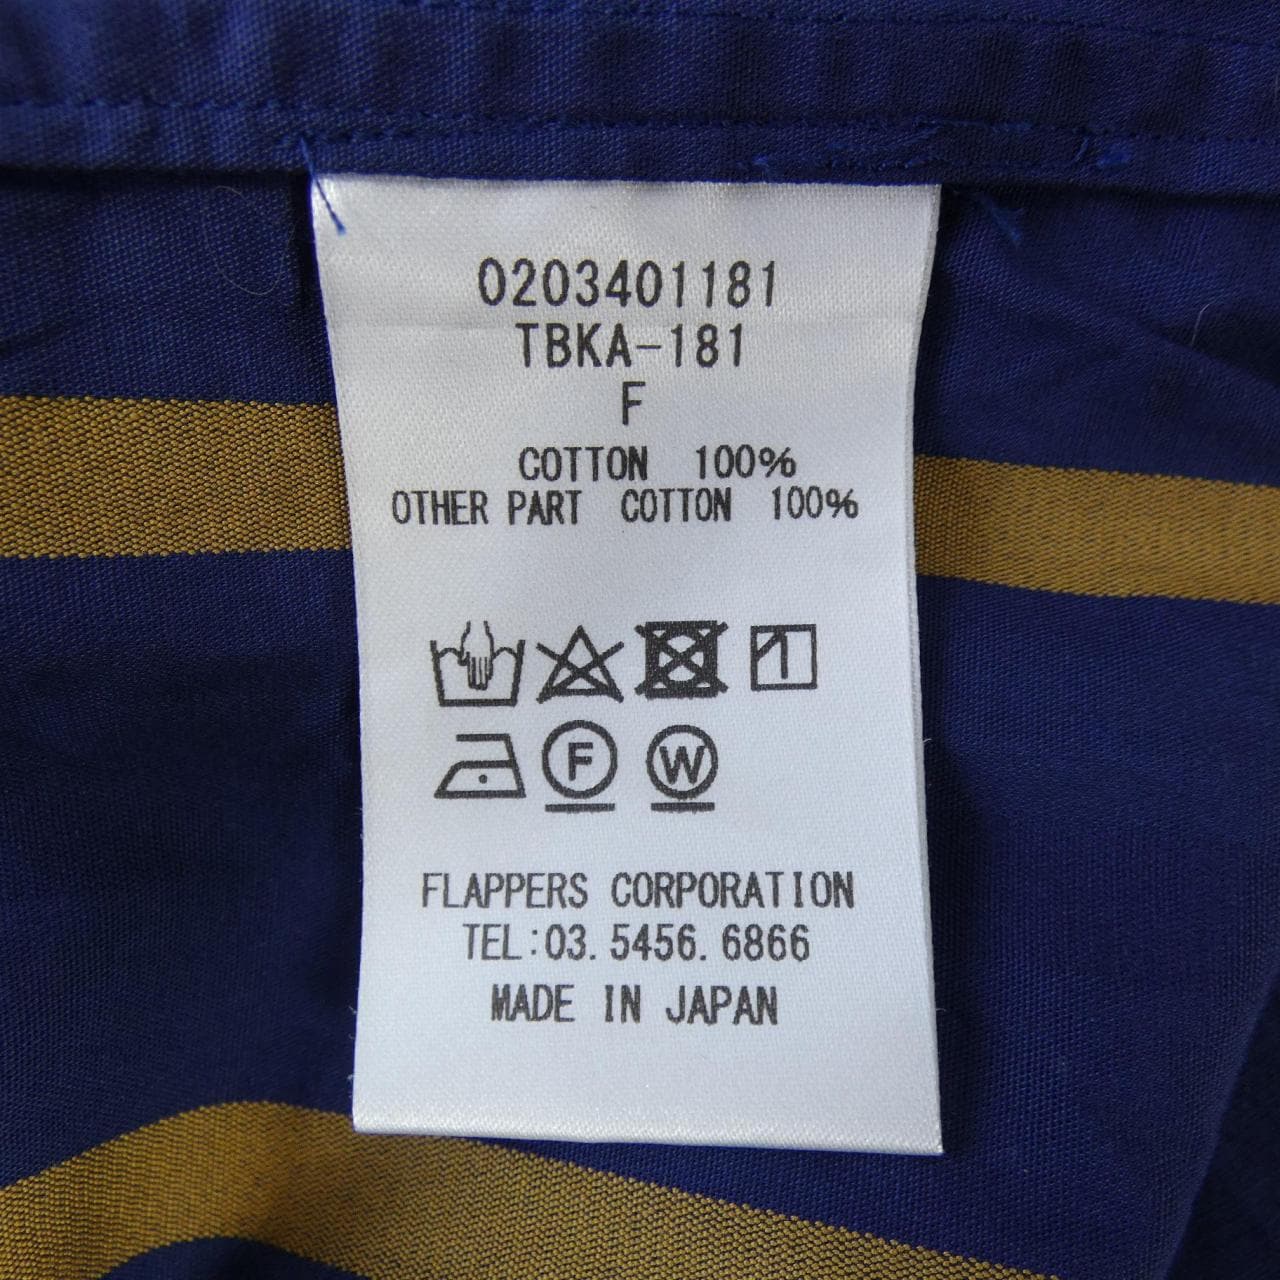 0203401181
TBKA-181
F
COTTON 100%
OTHER PART COTTON 100%
F W
FLAPPERS CORPORATION
TEL:03.5456.6866
MADE IN JAPAN